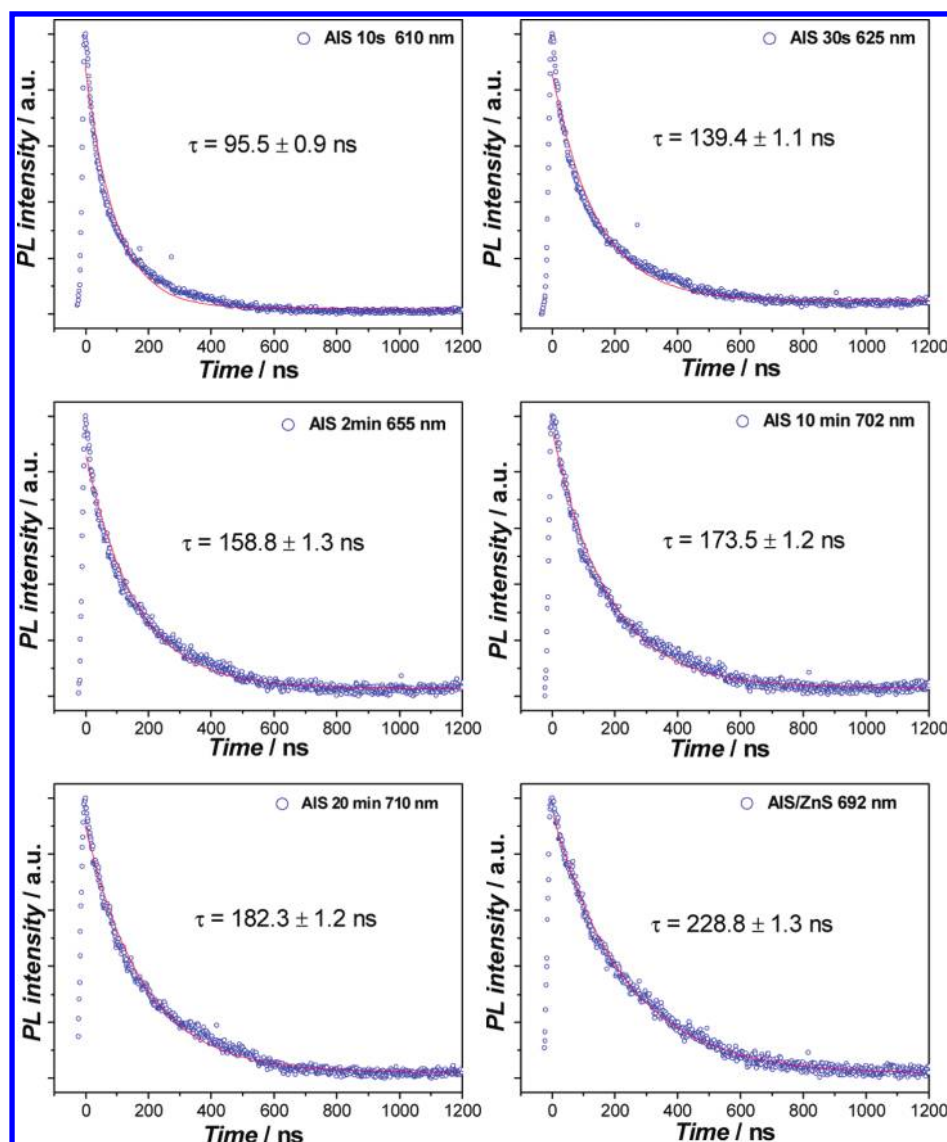 AIS 10s 610 nm
τ = 95.5 ± 0.9 ns
PL intensity / a.u.
0 200 400 600 800 1000 1200
Time / ns
AIS 30s 625 nm
τ = 139.4 ± 1.1 ns
PL intensity / a.u.
0 200 400 600 800 1000 1200
Time / ns
AIS 2min 655 nm
τ = 158.8 ± 1.3 ns
PL intensity / a.u.
0 200 400 600 800 1000 1200
Time / ns
AIS 10 min 702 nm
τ = 173.5 ± 1.2 ns
PL intensity / a.u.
0 200 400 600 800 1000 1200
Time / ns
AIS 20 min 710 nm
τ = 182.3 ± 1.2 ns
PL intensity / a.u.
0 200 400 600 800 1000 1200
Time / ns
AIS/ZnS 692 nm
τ = 228.8 ± 1.3 ns
PL intensity / a.u.
0 200 400 600 800 1000 1200
Time / ns